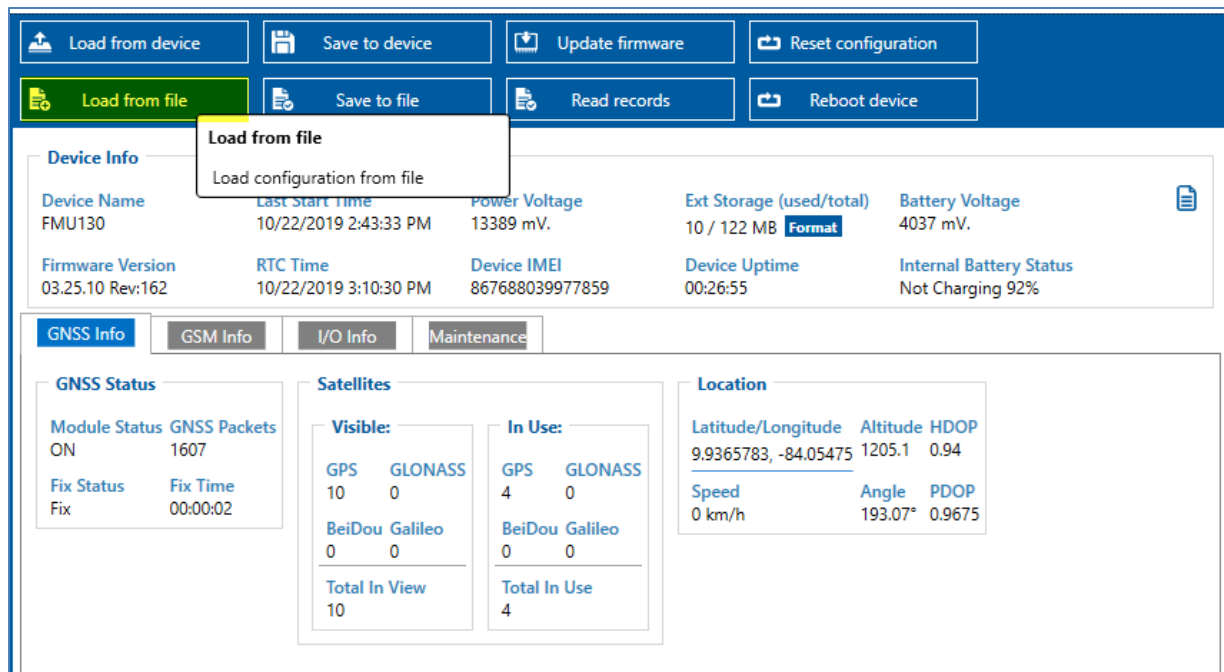 Load from device
Save to device
Update firmware
Reset configuration
Load from file
Save to file
Read records
Reboot device
Load from file
Load configuration from file
Device Info
Device Name
Last Start Time
Power Voltage
Ext Storage (used/total)
Battery Voltage
FMU130
10/22/2019 2:43:33 PM
13389 mV.
10 / 122 MB Format
4037 mV.
Firmware Version
RTC Time
Device IMEI
Device Uptime
Internal Battery Status
03.25.10 Rev:162
10/22/2019 3:10:30 PM
867688039977859
00:26:55
Not Charging 92%
GNSS Info
GSM Info
I/O Info
Maintenance
GNSS Status
Module Status GNSS Packets
ON 1607
Fix Status Fix Time
Fix 00:00:02
Satellites
Visible:
GPS GLONASS
10 0
BeiDou Galileo
0 0
Total In View
10
In Use:
GPS GLONASS
4 0
BeiDou Galileo
0 0
Total In Use
4
Location
Latitude/Longitude Altitude HDOP
9.9365783, -84.05475 1205.1 0.94
Speed Angle PDOP
0 km/h 193.07° 0.9675